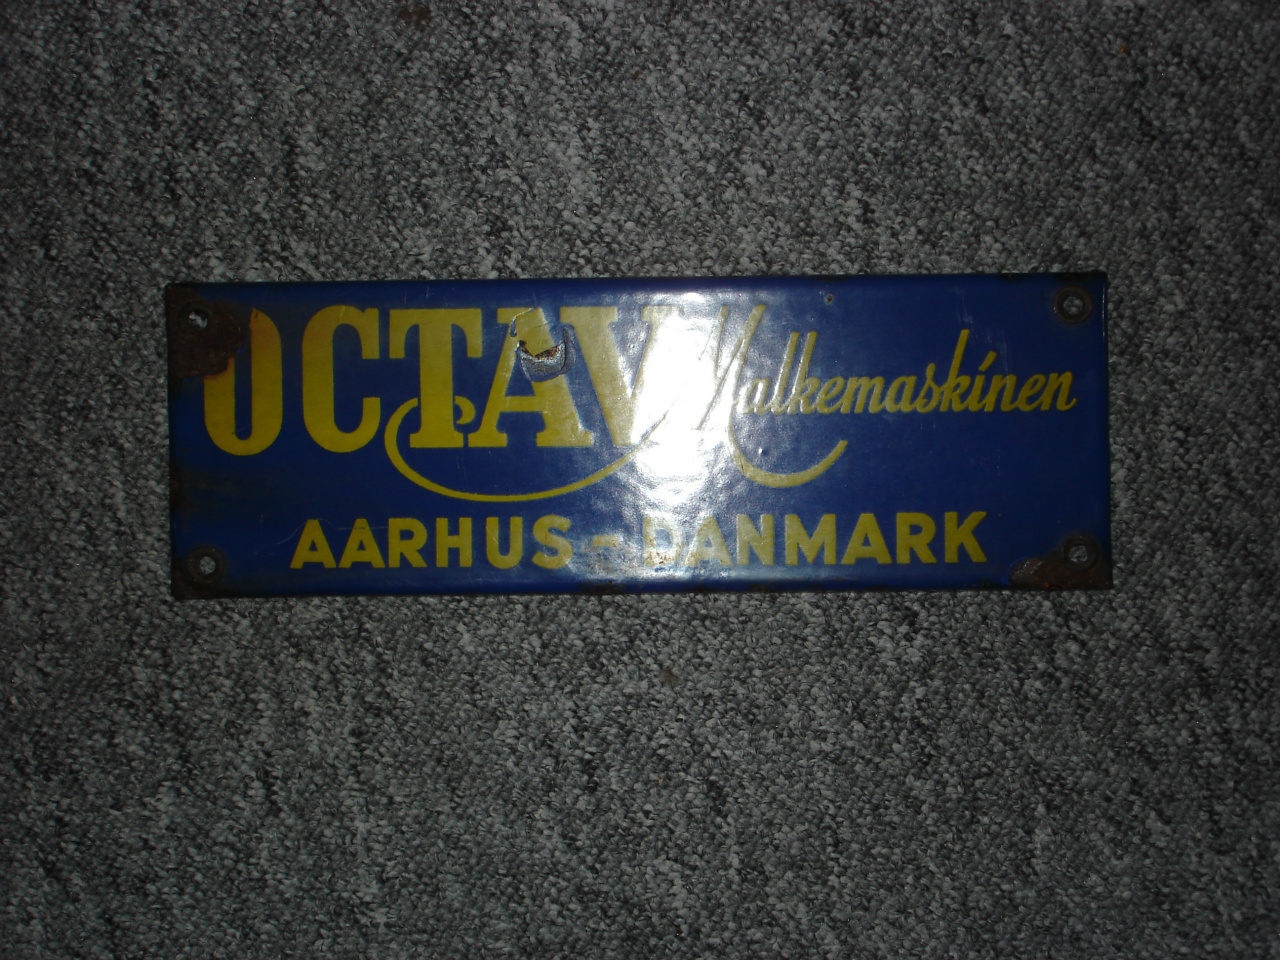 OCTAV Malkemaskinen
AARHUS - DANMARK